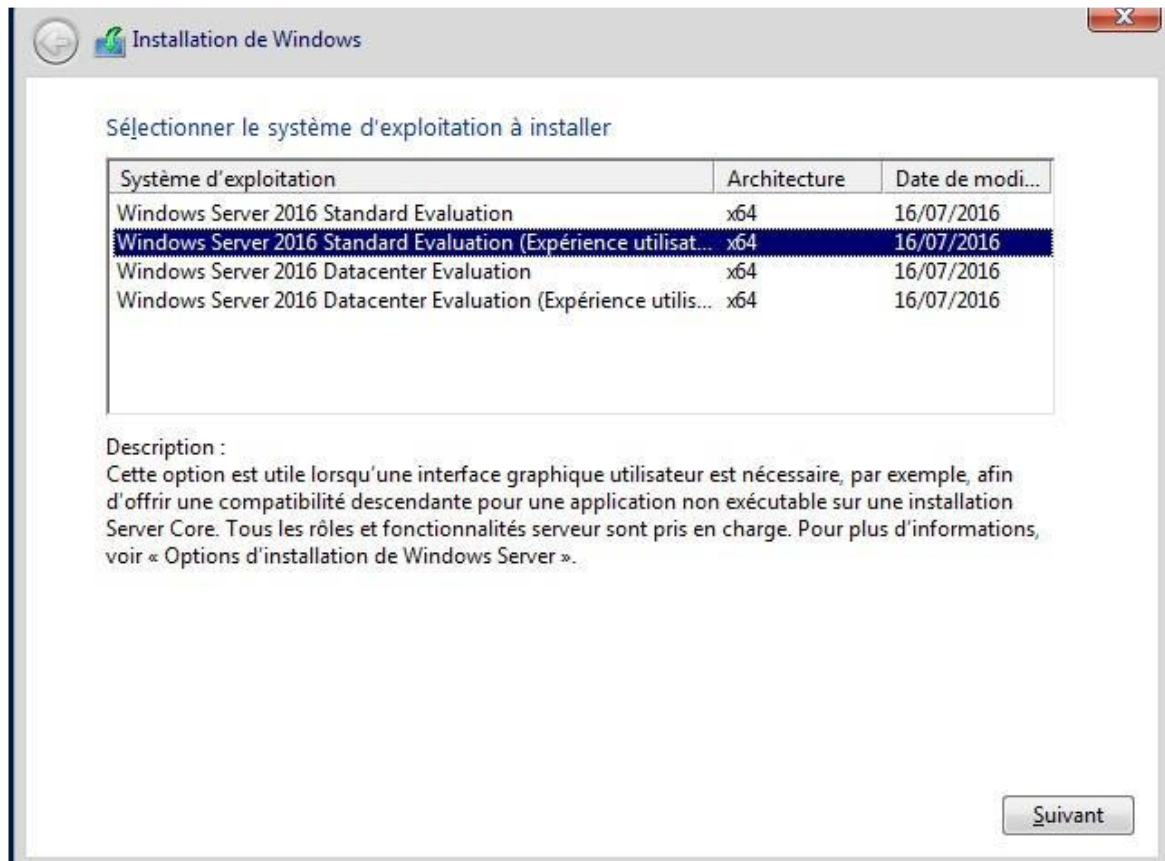 Installation de Windows
Sélectionner le système d'exploitation à installer
Système d'exploitation Architecture Date de modi...
Windows Server 2016 Standard Evaluation x64 16/07/2016
Windows Server 2016 Standard Evaluation (Expérience utilisat... x64 16/07/2016
Windows Server 2016 Datacenter Evaluation x64 16/07/2016
Windows Server 2016 Datacenter Evaluation (Expérience utilis... x64 16/07/2016
Description :
Cette option est utile lorsqu'une interface graphique utilisateur est nécessaire, par exemple, afin
d'offrir une compatibilité descendante pour une application non exécutable sur une installation
Server Core. Tous les rôles et fonctionnalités serveur sont pris en charge. Pour plus d'informations,
voir « Options d'installation de Windows Server ».
Suivant